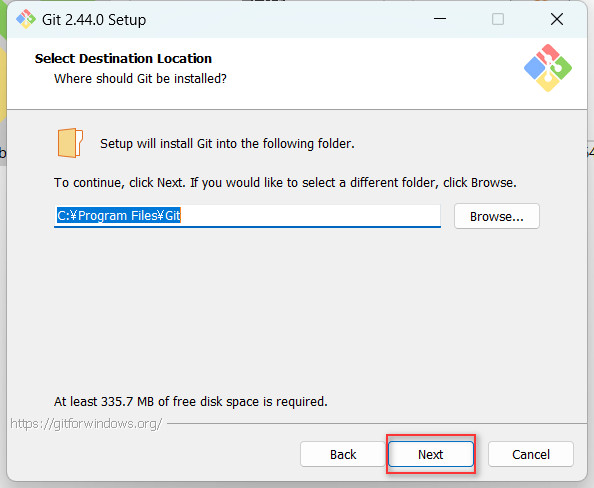 Git 2.44.0 Setup
Select Destination Location
Where should Git be installed?
Setup will install Git into the following folder.
To continue, click Next. If you would like to select a different folder, click Browse.
C:¥Program Files¥Git
Browse...
At least 335.7 MB of free disk space is required.
https://gitforwindows.org/
Back
Next
Cancel